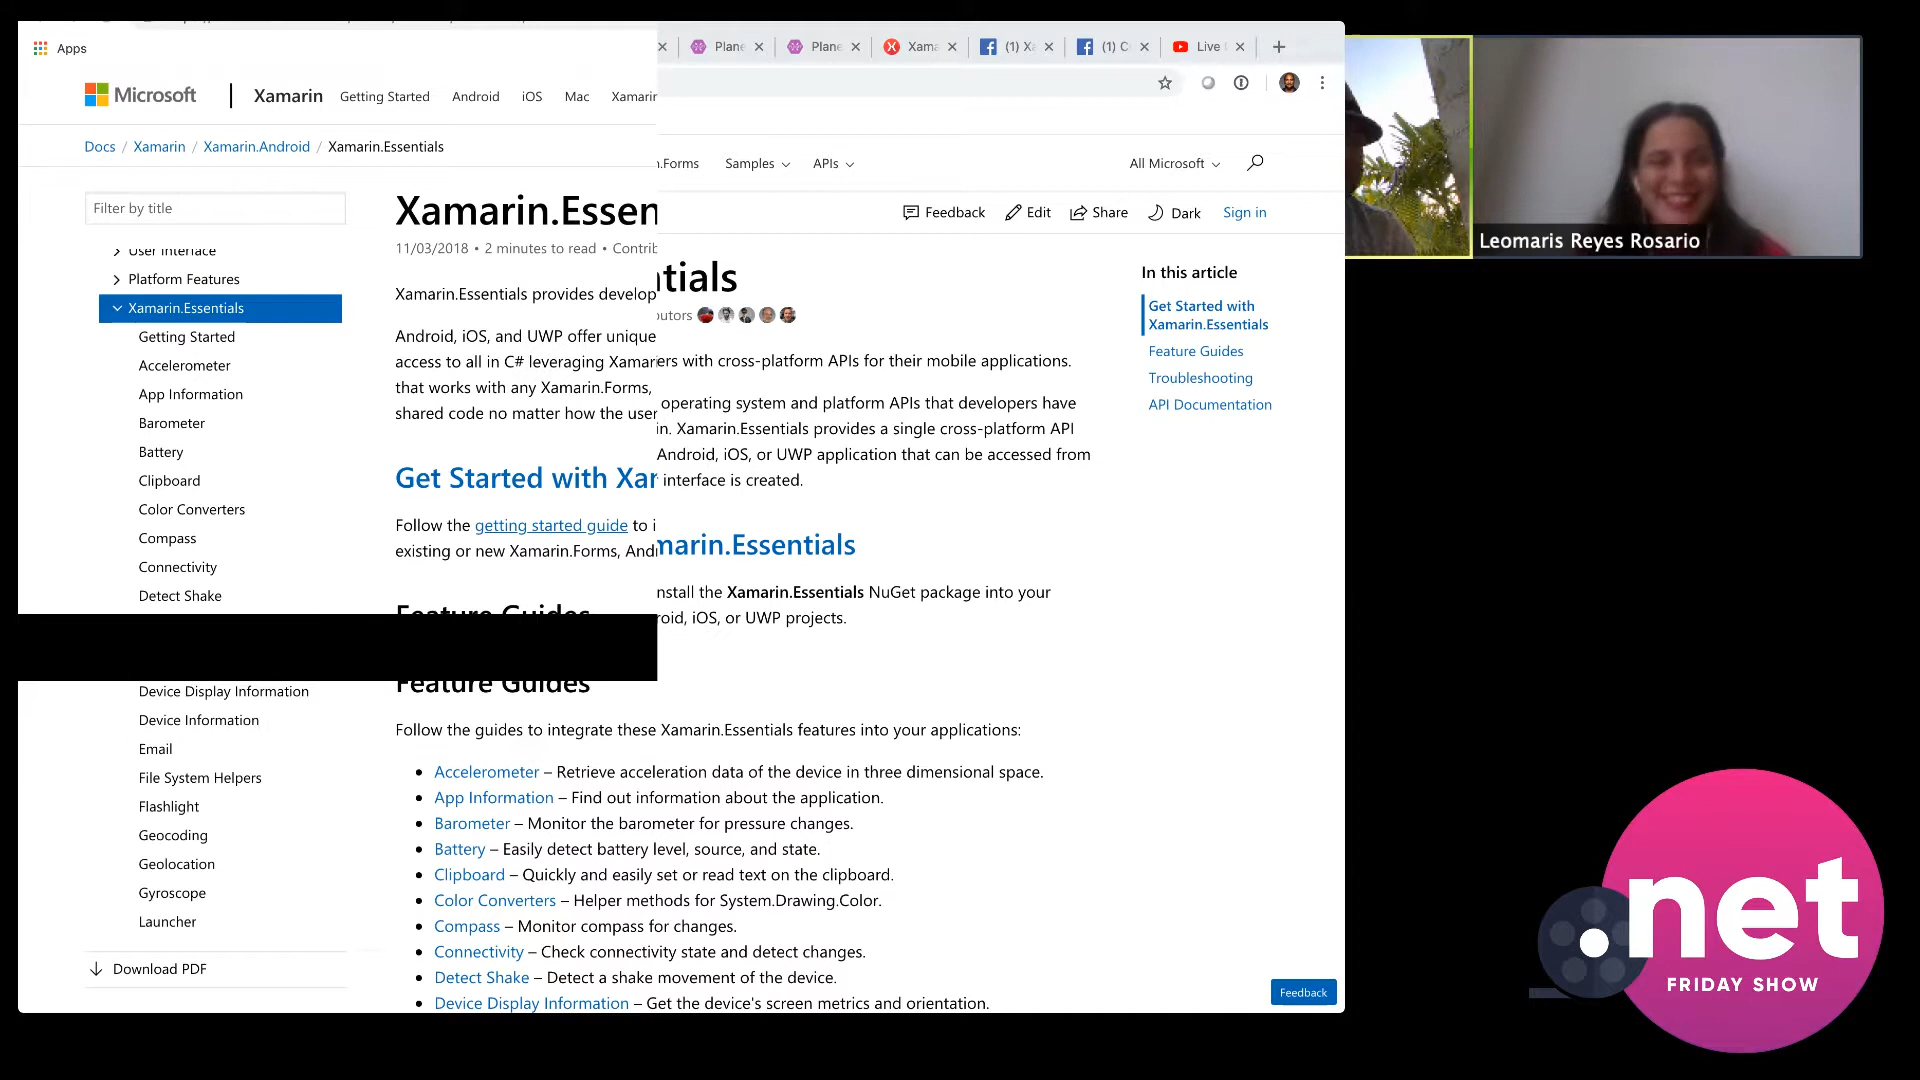 Plane
Plane
Xama
(1) Xa
(1) C
Live
Apps
Microsoft
Xamarin
Getting Started
Android
iOS
Mac
Xamarin
.Forms
Samples
APIs
All Microsoft
Docs / Xamarin / Xamarin.Android / Xamarin.Essentials
Feedback
Edit
Share
Dark
Sign in
Filter by title
User Interface
Platform Features
Xamarin.Essentials
Getting Started
Accelerometer
App Information
Barometer
Battery
Clipboard
Color Converters
Compass
Connectivity
Detect Shake
Device Display Information
Device Information
Email
File System Helpers
Flashlight
Geocoding
Geolocation
Gyroscope
Launcher
Download PDF
Xamarin.Essen
11/03/2018 • 2 minutes to read • Contrib
Xamarin.Essentials provides develop
Android, iOS, and UWP offer unique
access to all in C# leveraging Xamari
that works with any Xamarin.Forms,
shared code no matter how the user
Get Started with Xar
Follow the getting started guide to i
existing or new Xamarin.Forms, Andr
Feature Guides
tials
utors
ers with cross-platform APIs for their mobile applications.
operating system and platform APIs that developers have
in. Xamarin.Essentials provides a single cross-platform API
Android, iOS, or UWP application that can be accessed from
interface is created.
marin.Essentials
nstall the Xamarin.Essentials NuGet package into your
roid, iOS, or UWP projects.
Feature Guides
Follow the guides to integrate these Xamarin.Essentials features into your applications:
• Accelerometer – Retrieve acceleration data of the device in three dimensional space.
• App Information – Find out information about the application.
• Barometer – Monitor the barometer for pressure changes.
• Battery – Easily detect battery level, source, and state.
• Clipboard – Quickly and easily set or read text on the clipboard.
• Color Converters – Helper methods for System.Drawing.Color.
• Compass – Monitor compass for changes.
• Connectivity – Check connectivity state and detect changes.
• Detect Shake – Detect a shake movement of the device.
• Device Display Information – Get the device's screen metrics and orientation.
In this article
Get Started with
Xamarin.Essentials
Feature Guides
Troubleshooting
API Documentation
Feedback
Leomaris Reyes Rosario
.net
FRIDAY SHOW